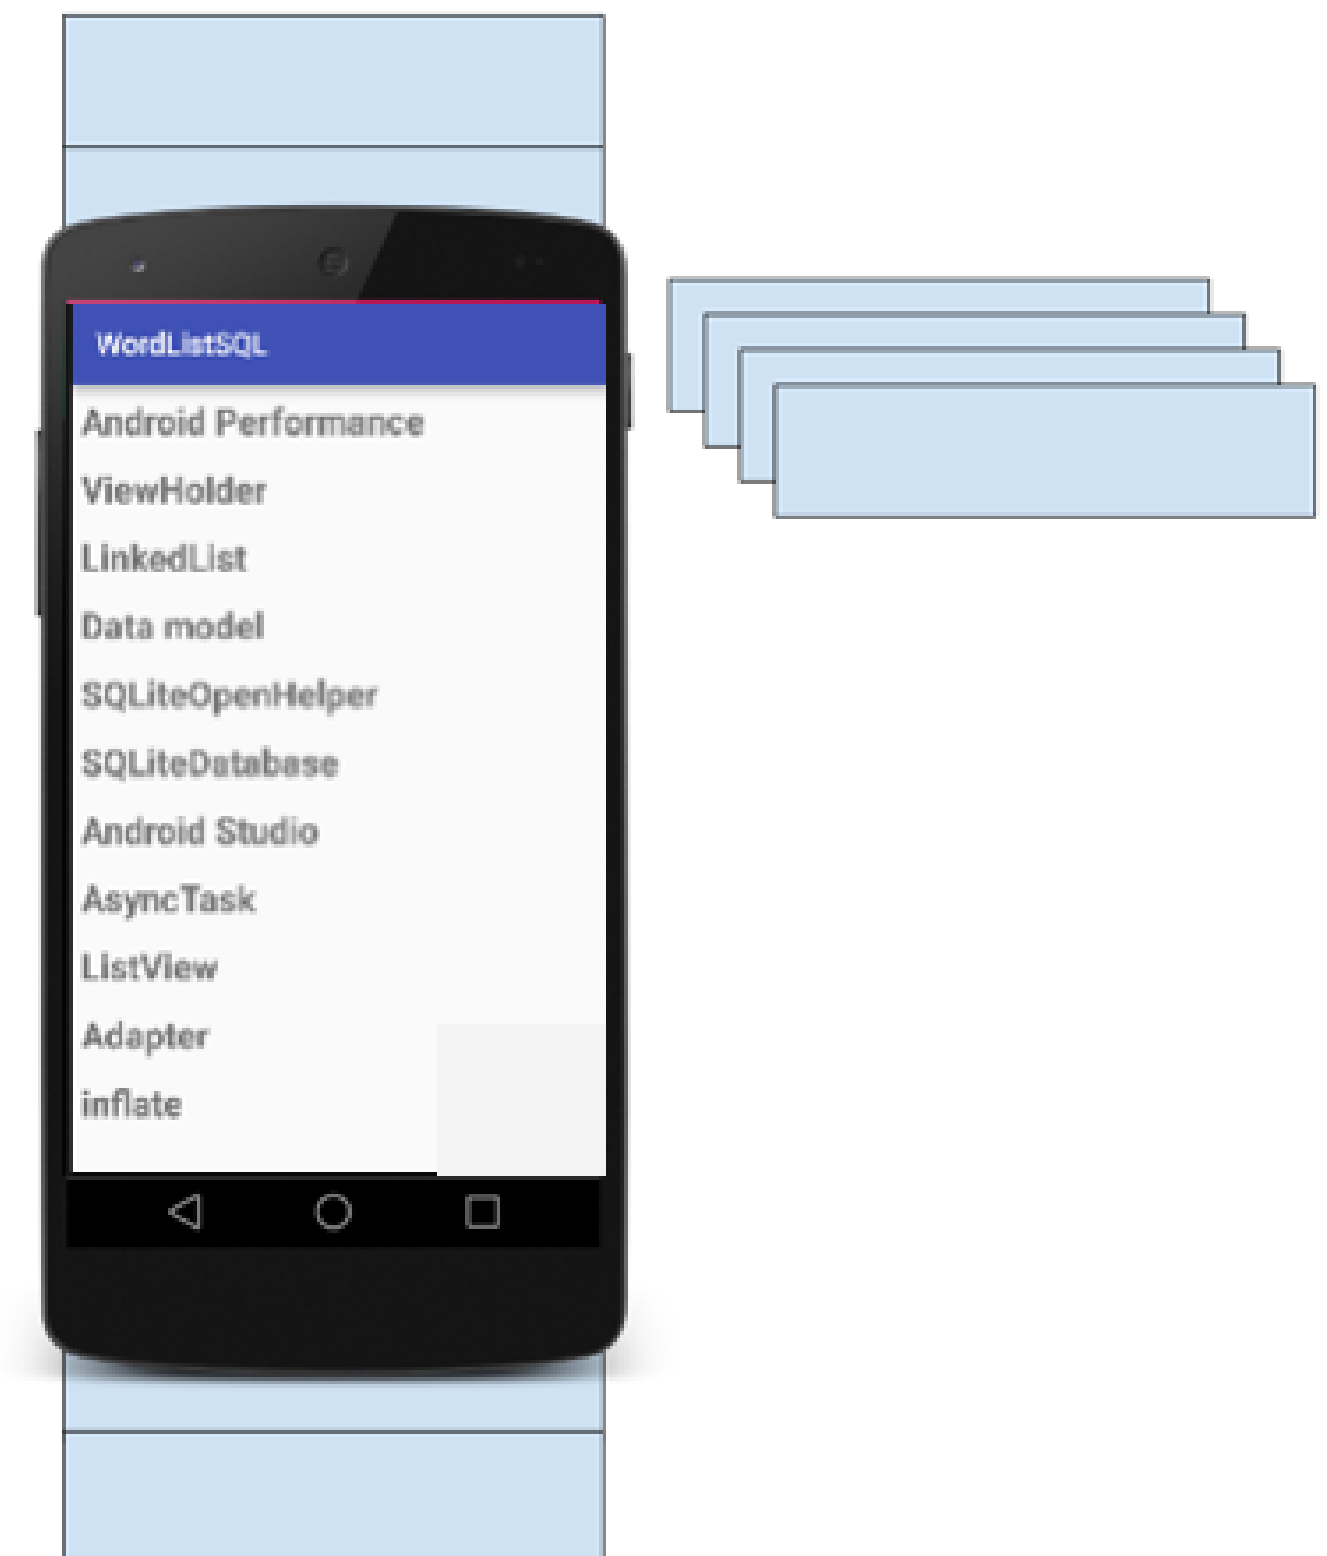 WordListSQL
Android Performance
ViewHolder
LinkedList
Data model
SQLiteOpenHelper
SQLiteDatabase
Android Studio
AsyncTask
ListView
Adapter
inflate